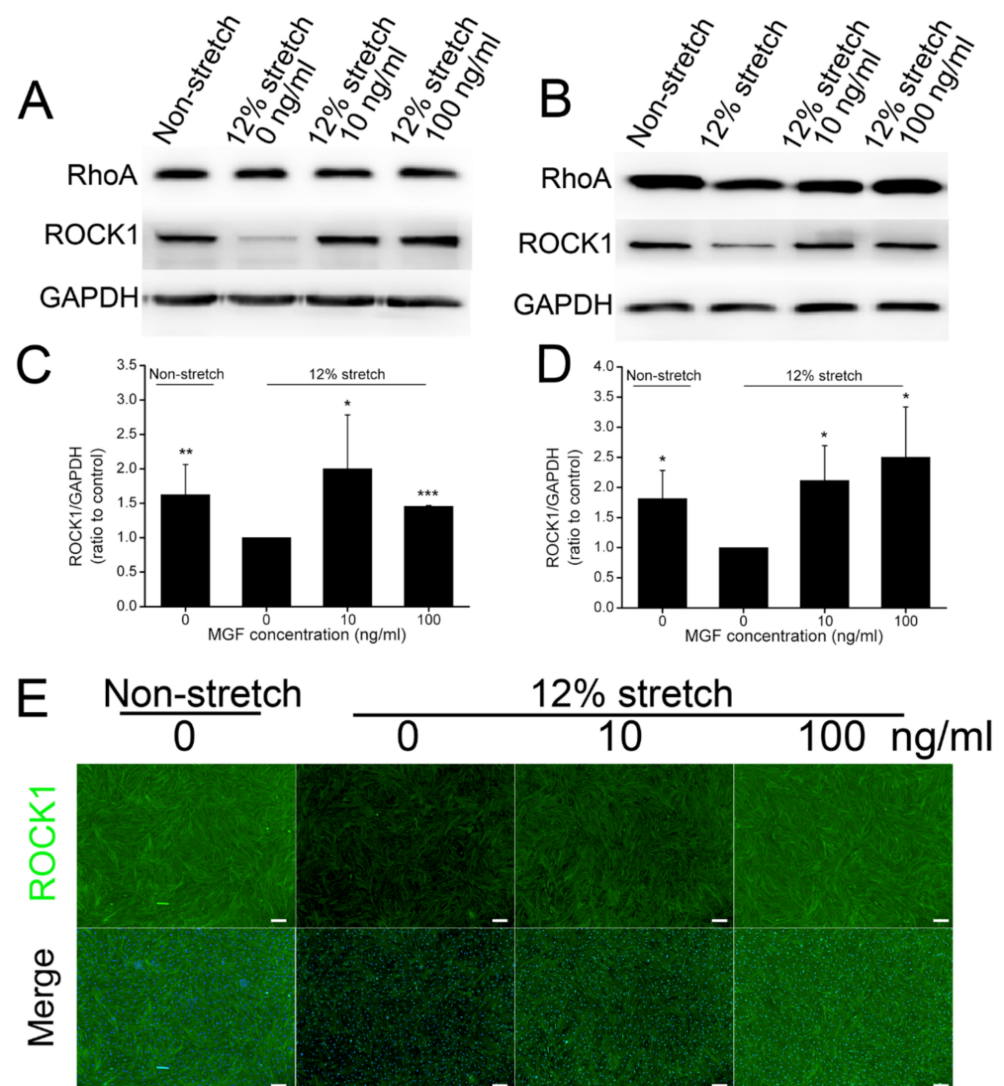 A
Non-stretch
12% stretch
0 ng/ml
12% stretch
10 ng/ml
12% stretch
100 ng/ml
RhoA
ROCK1
GAPDH
B
Non-stretch
12% stretch
12% stretch
10 ng/ml
12% stretch
100 ng/ml
RhoA
ROCK1
GAPDH
C
3.5
3.0
2.5
2.0
1.5
1.0
0.5
0.0
ROCK1/GAPDH
(ratio to control)
Non-stretch
12% stretch
**
*
***
0 0 10 100
MGF concentration (ng/ml)
D
4.0
3.5
3.0
2.5
2.0
1.5
1.0
0.5
0.0
ROCK1/GAPDH
(ratio to control)
Non-stretch
12% stretch
*
*
*
0 0 10 100
MGF concentration (ng/ml)
E
Non-stretch 12% stretch
0 0 10 100 ng/ml
ROCK1
Merge